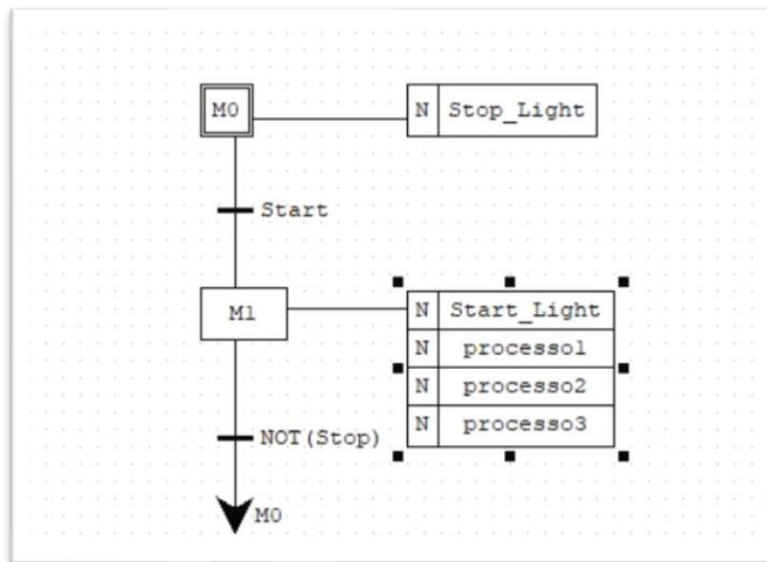 M0
N Stop_Light
Start
M1
N Start_Light
N processo1
N processo2
N processo3
NOT(Stop)
M0